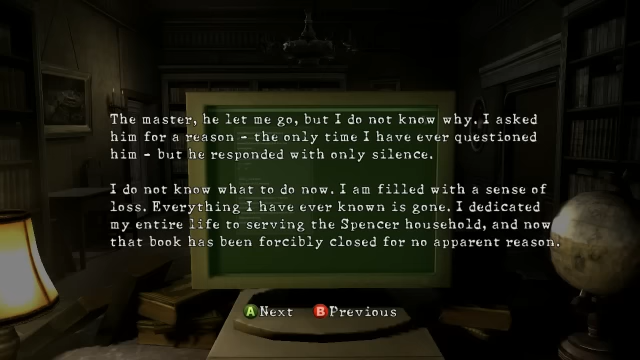 The master, he let me go, but I do not know why. I asked
him for a reason - the only time I have ever questioned
him - but he responded with only silence.
I do not know what to do now. I am filled with a sense of
loss. Everything I have ever known is gone. I dedicated
my entire life to serving the Spencer household, and now
that book has been forcibly closed for no apparent reason.
A Next B Previous